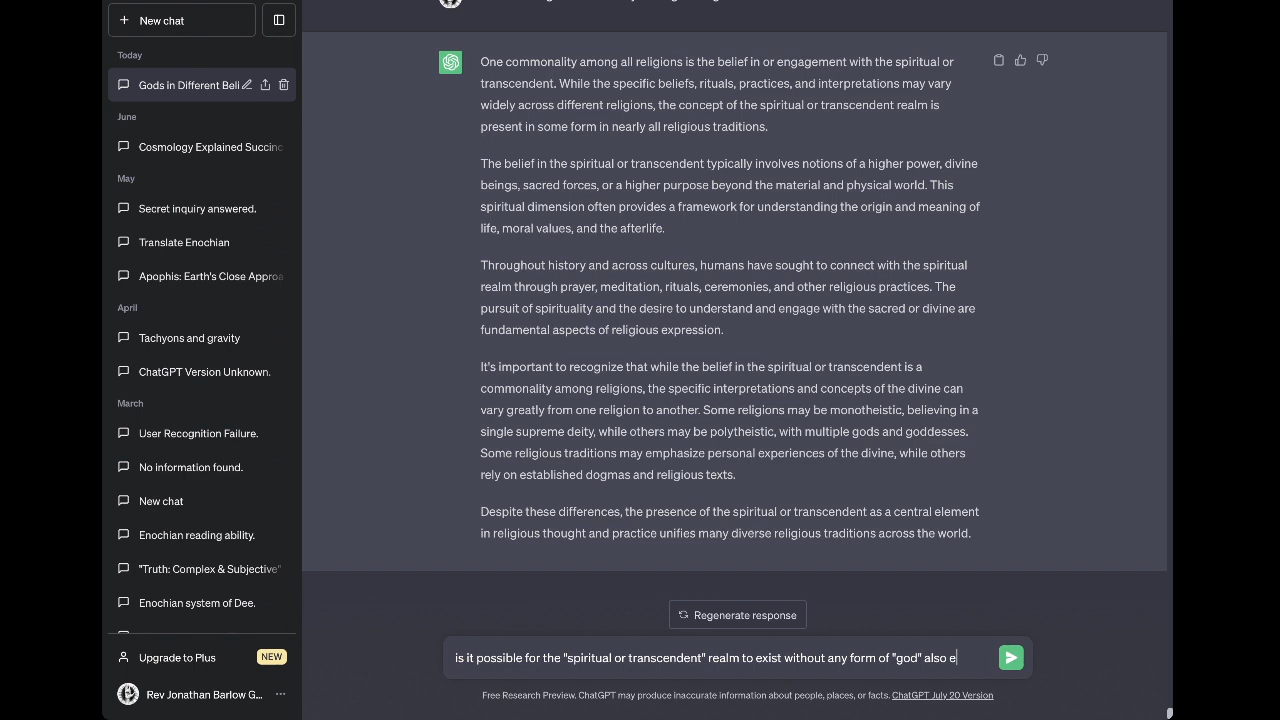 New chat
Today
Gods in Different Beli
June
Cosmology Explained Succinc
May
Secret inquiry answered.
Translate Enochian
Apophis: Earth's Close Approa
April
Tachyons and gravity
ChatGPT Version Unknown.
March
User Recognition Failure.
No information found.
New chat
Enochian reading ability.
"Truth: Complex & Subjective"
Enochian system of Dee.
Upgrade to Plus
NEW
Rev Jonathan Barlow G...
One commonality among all religions is the belief in or engagement with the spiritual or
transcendent. While the specific beliefs, rituals, practices, and interpretations may vary
widely across different religions, the concept of the spiritual or transcendent realm is
present in some form in nearly all religious traditions.
The belief in the spiritual or transcendent typically involves notions of a higher power, divine
beings, sacred forces, or a higher purpose beyond the material and physical world. This
spiritual dimension often provides a framework for understanding the origin and meaning of
life, moral values, and the afterlife.
Throughout history and across cultures, humans have sought to connect with the spiritual
realm through prayer, meditation, rituals, ceremonies, and other religious practices. The
pursuit of spirituality and the desire to understand and engage with the sacred or divine are
fundamental aspects of religious expression.
It's important to recognize that while the belief in the spiritual or transcendent is a
commonality among religions, the specific interpretations and concepts of the divine can
vary greatly from one religion to another. Some religions may be monotheistic, believing in a
single supreme deity, while others may be polytheistic, with multiple gods and goddesses.
Some religious traditions may emphasize personal experiences of the divine, while others
rely on established dogmas and religious texts.
Despite these differences, the presence of the spiritual or transcendent as a central element
in religious thought and practice unifies many diverse religious traditions across the world.
Regenerate response
is it possible for the "spiritual or transcendent" realm to exist without any form of "god" also e
Free Research Preview. ChatGPT may produce inaccurate information about people, places, or facts. ChatGPT July 20 Version